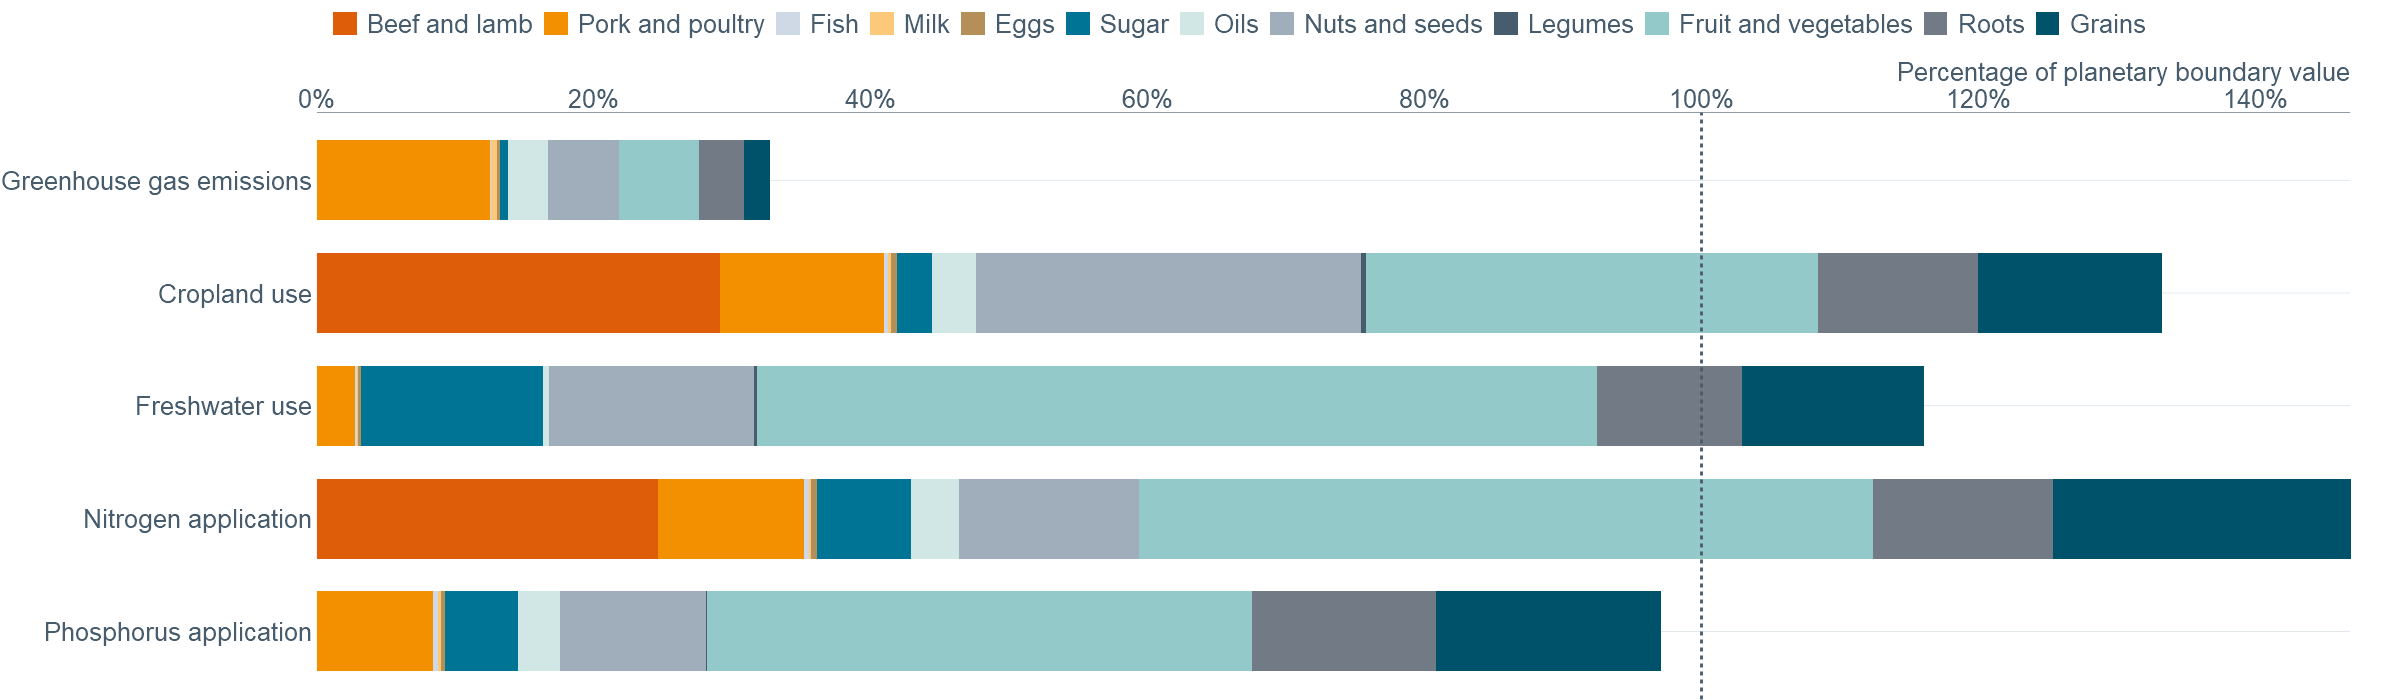 Beef and lamb Pork and poultry Fish Milk Eggs Sugar Oils Nuts and seeds Legumes Fruit and vegetables Roots Grains
Percentage of planetary boundary value
0% 20% 40% 60% 80% 100% 120% 140%
Greenhouse gas emissions
Cropland use
Freshwater use
Nitrogen application
Phosphorus application